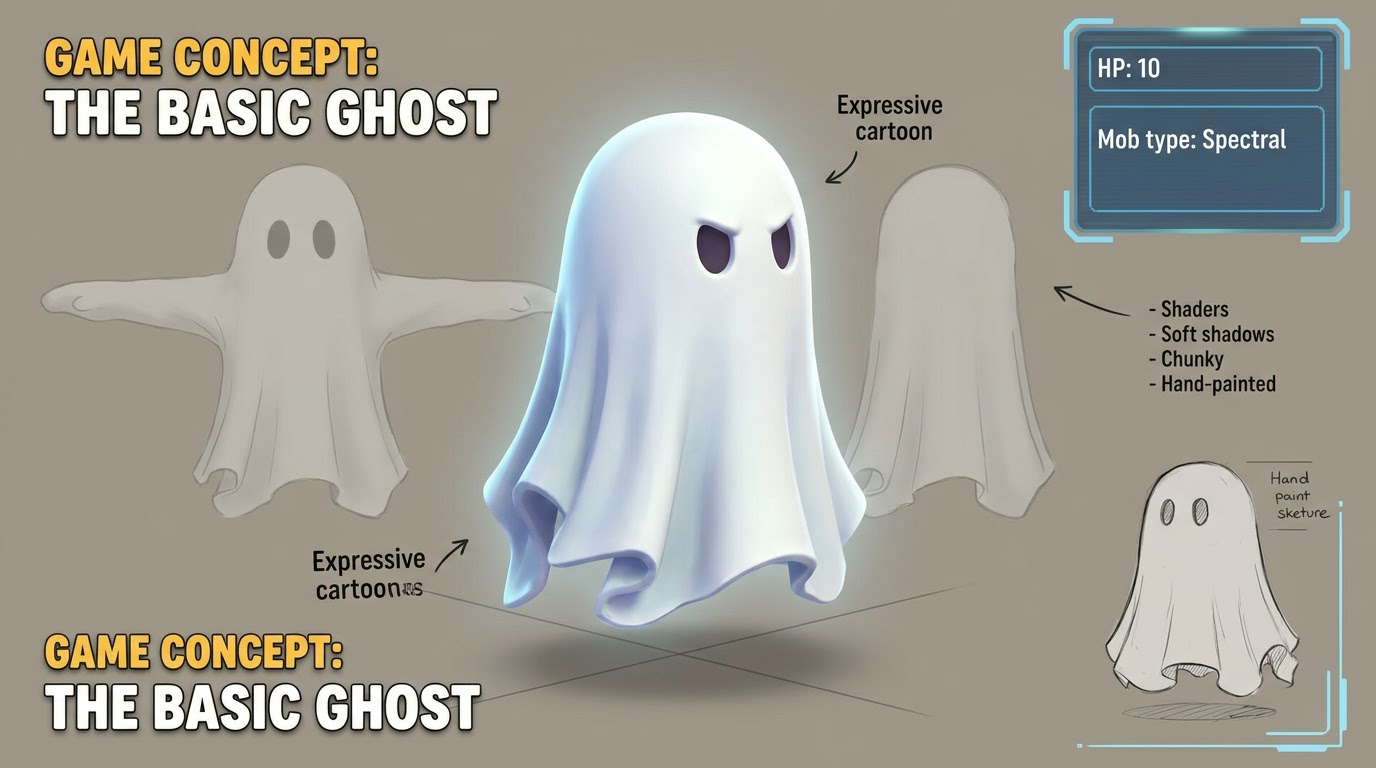 GAME CONCEPT:
THE BASIC GHOST
Expressive
cartoon
HP: 10
Mob type: Spectral
- Shaders
- Soft shadows
- Chunky
- Hand-painted
Hand
paint
sketure
Expressive
GAME CONCEPT:
THE BASIC GHOST